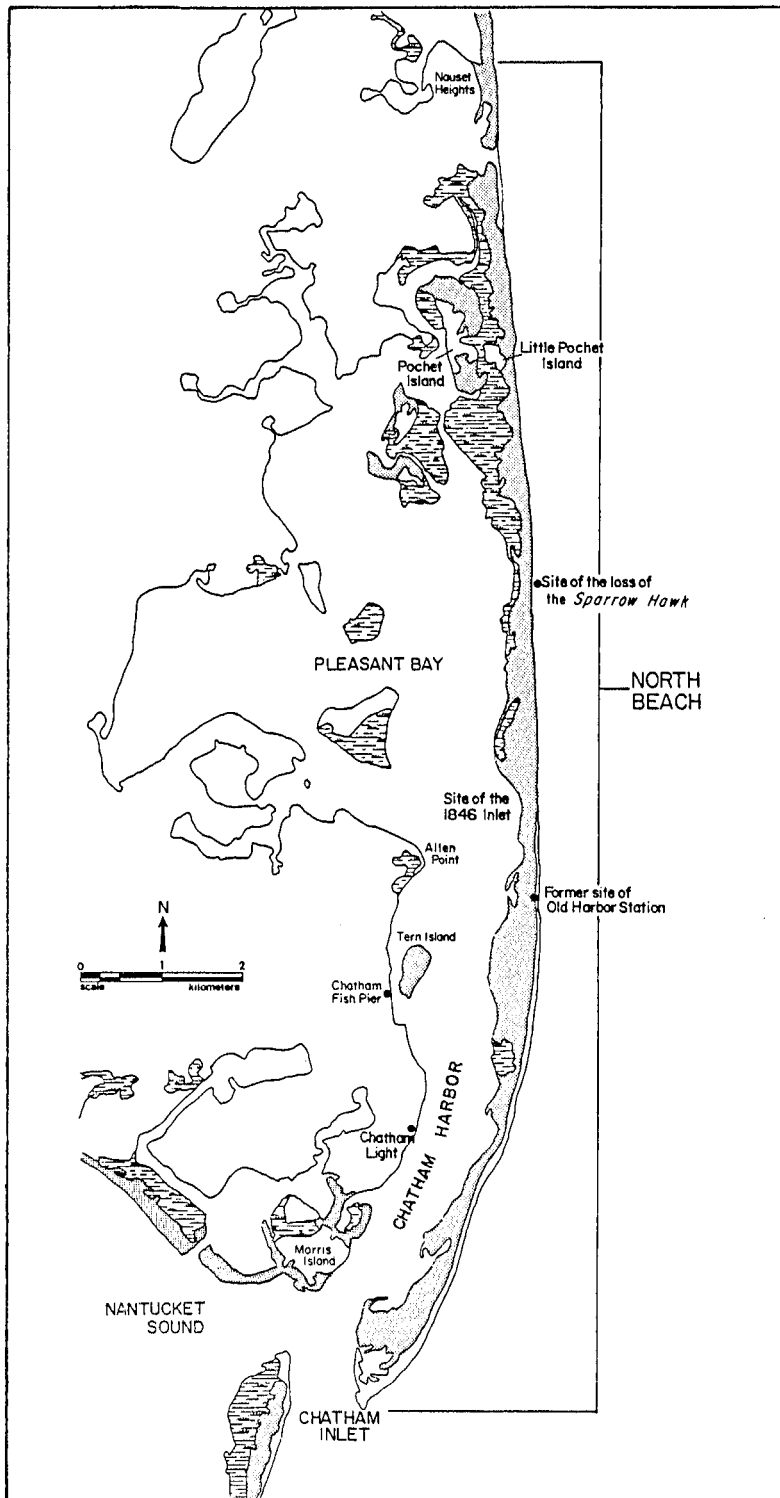 Nauset
Heights
Pochet
Island
Little Pochet
Island
Site of the loss of
the Sparrow Hawk
PLEASANT BAY
NORTH
BEACH
Site of the
1846 Inlet
Allen
Point
Former site of
Old Harbor Station
N
Tern Island
0 1 2
scale kilometers
Chatham
Fish Pier
CHATHAM HARBOR
Chatham
Light
Morris
Island
NANTUCKET
SOUND
CHATHAM
INLET